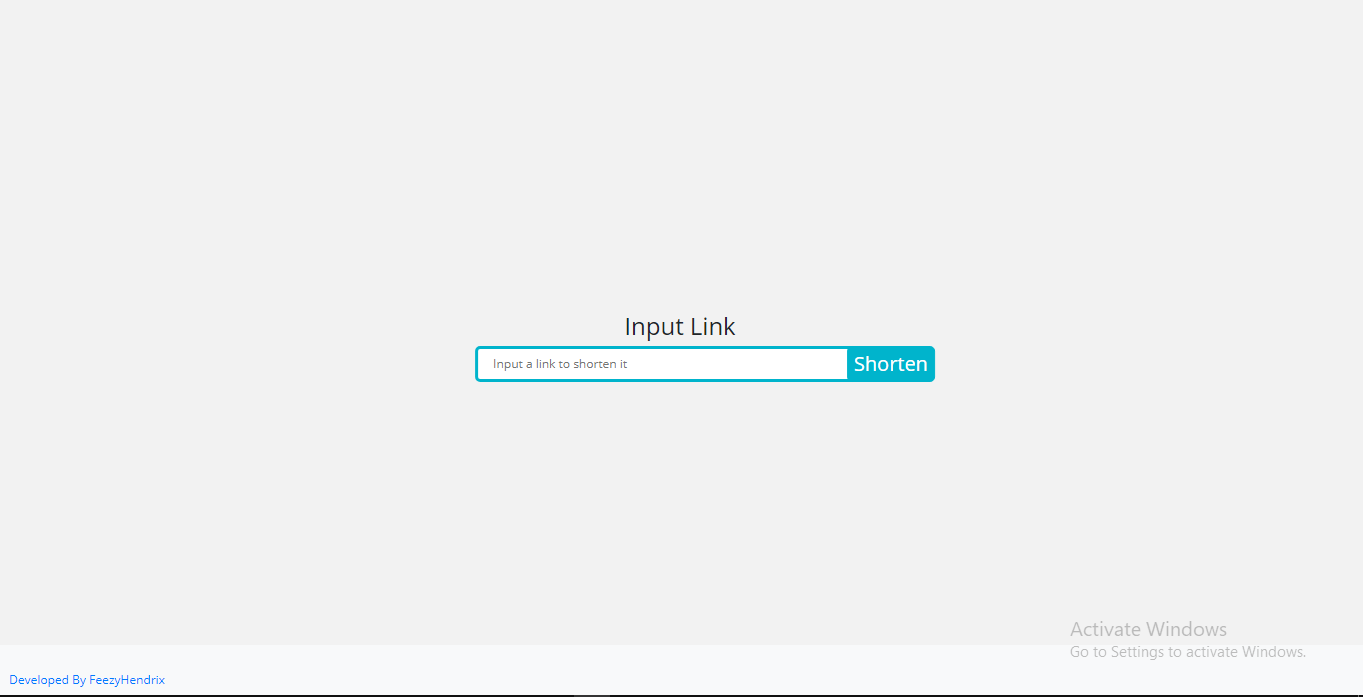 Input Link
Input a link to shorten it
Shorten
Activate Windows
Go to Settings to activate Windows.
Developed By FeezyHendrix